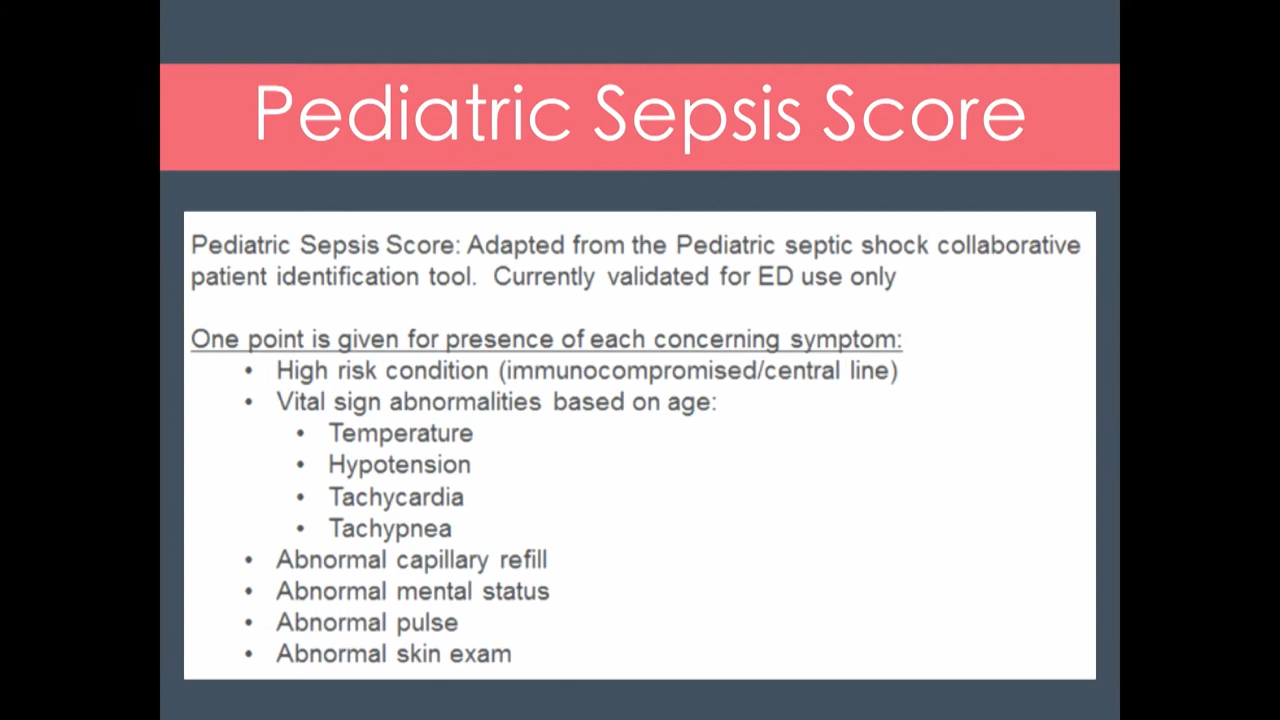 Pediatric Sepsis Score
Pediatric Sepsis Score: Adapted from the Pediatric septic shock collaborative
patient identification tool. Currently validated for ED use only
One point is given for presence of each concerning symptom:
• High risk condition (immunocompromised/central line)
• Vital sign abnormalities based on age:
• Temperature
• Hypotension
• Tachycardia
• Tachypnea
• Abnormal capillary refill
• Abnormal mental status
• Abnormal pulse
• Abnormal skin exam